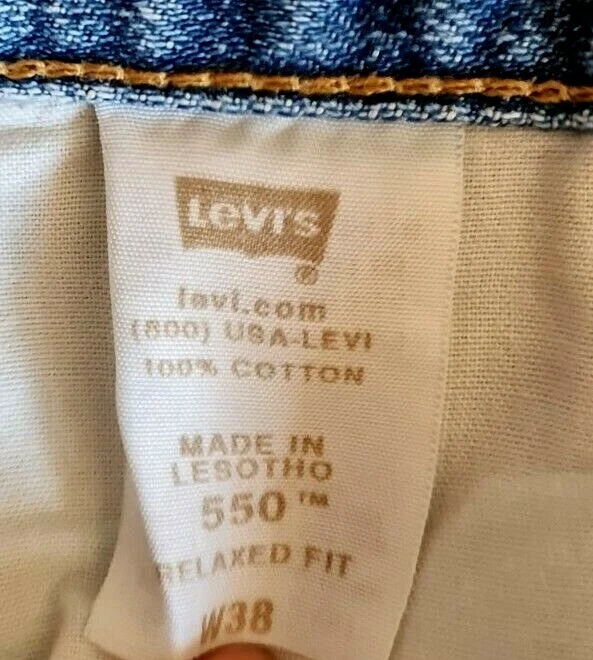 Levi's
®
levi.com
(800) USA-LEVI
100% COTTON
MADE IN
LESOTHO
550™
RELAXED FIT
W38